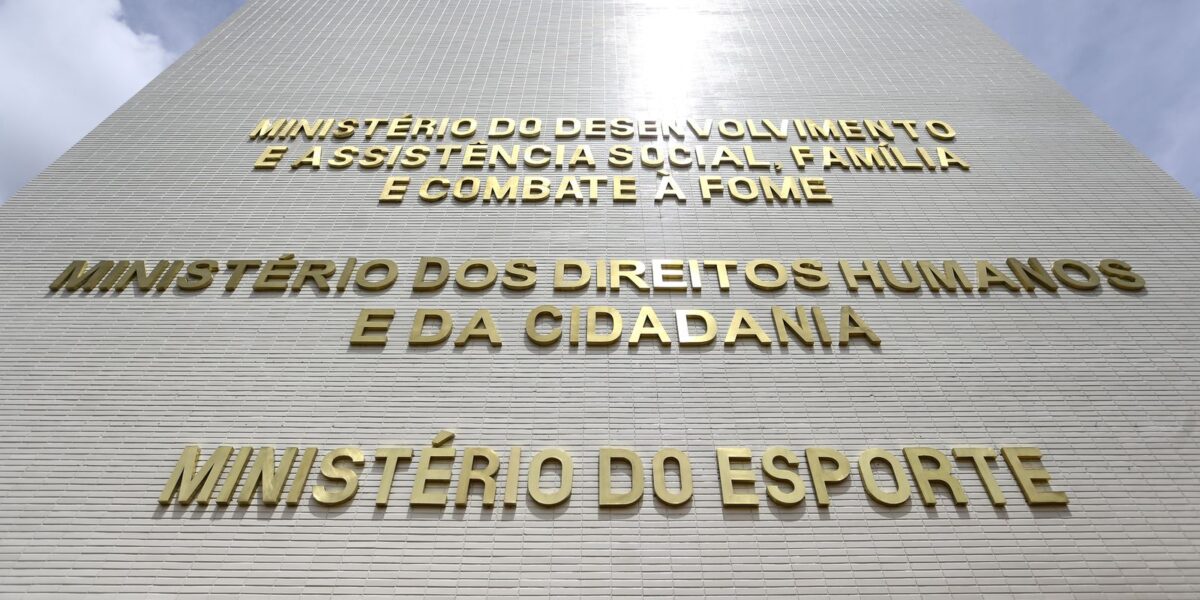 MINISTÉRIO DO DESENVOLVIMENTO
E ASSISTÊNCIA SOCIAL, FAMÍLIA
E COMBATE À FOME
MINISTÉRIO DOS DIREITOS HUMANOS
E DA CIDADANIA
MINISTÉRIO DO ESPORTE